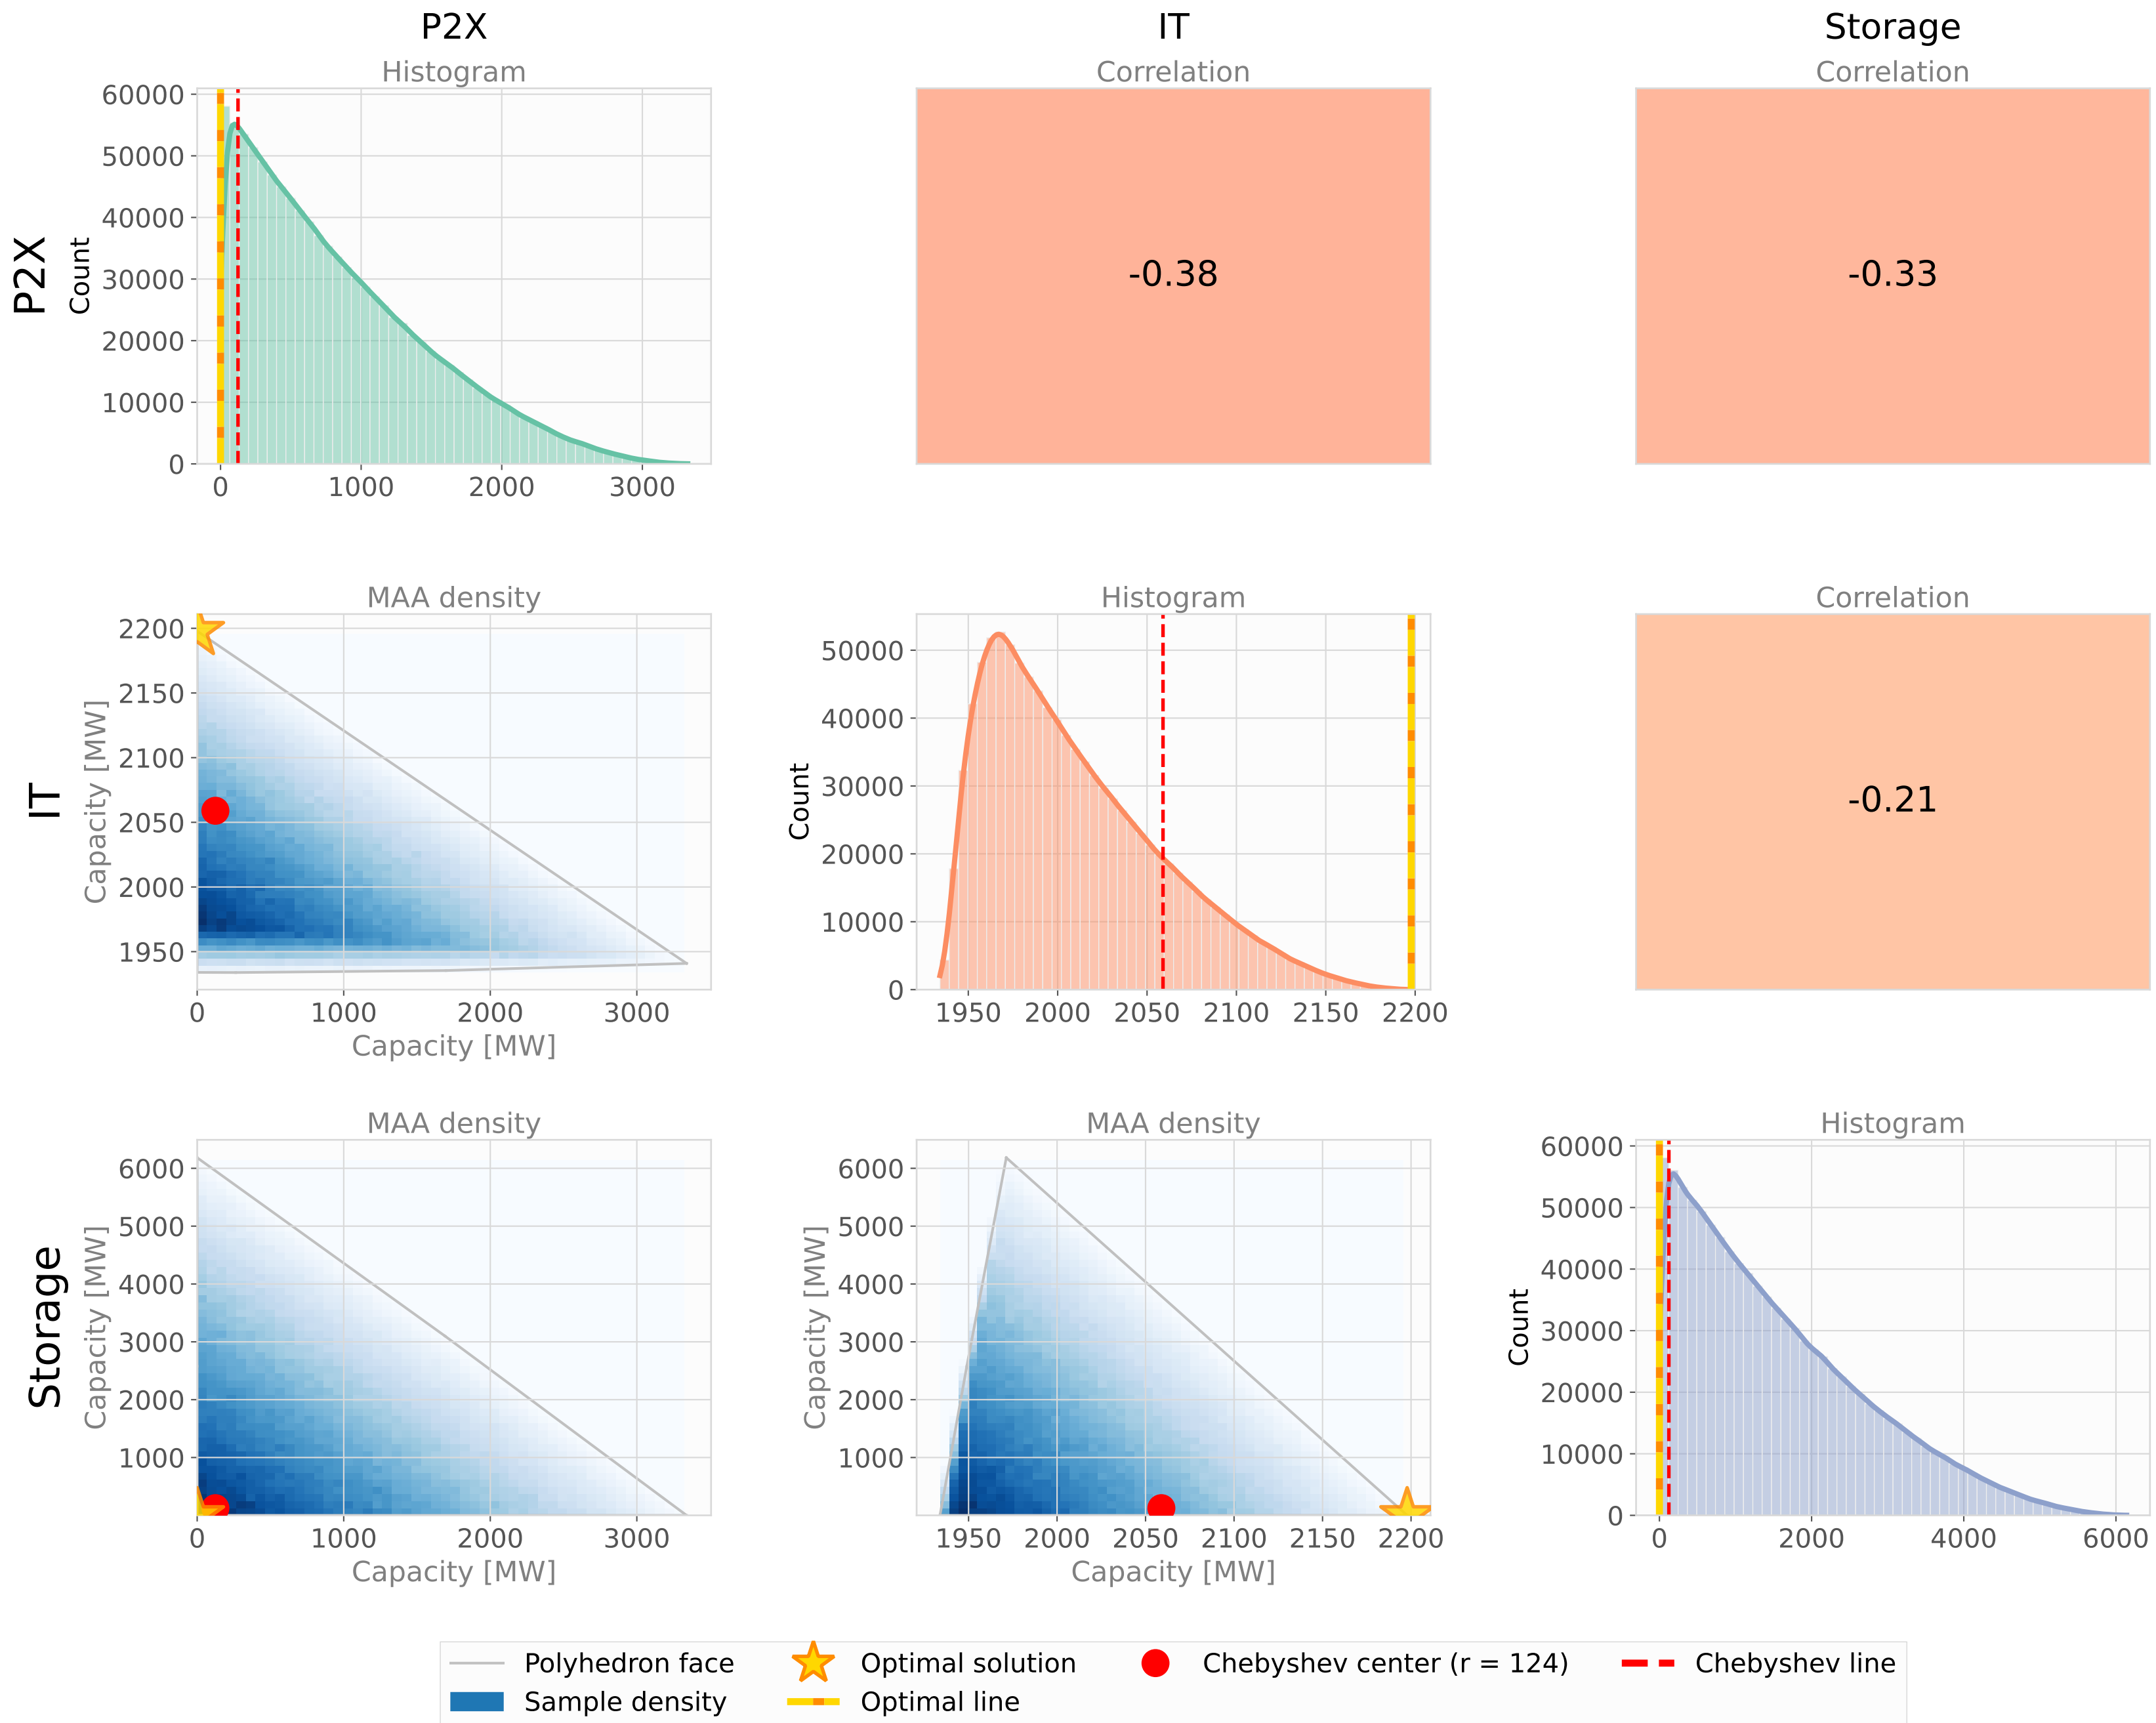 P2X IT Storage
Histogram Correlation Correlation
P2X
Count
60000
50000
40000
30000
20000
10000
0
0 1000 2000 3000
-0.38
-0.33
MAA density Histogram Correlation
IT
Capacity [MW]
2200
2150
2100
2050
2000
1950
0 1000 2000 3000
Capacity [MW]
Count
50000
40000
30000
20000
10000
0
1950 2000 2050 2100 2150 2200
-0.21
MAA density MAA density Histogram
Storage
Capacity [MW]
6000
5000
4000
3000
2000
1000
0 1000 2000 3000
Capacity [MW]
Capacity [MW]
6000
5000
4000
3000
2000
1000
1950 2000 2050 2100 2150 2200
Capacity [MW]
Count
60000
50000
40000
30000
20000
10000
0
0 2000 4000 6000
Polyhedron face Optimal solution Chebyshev center (r = 124) Chebyshev line
Sample density Optimal line